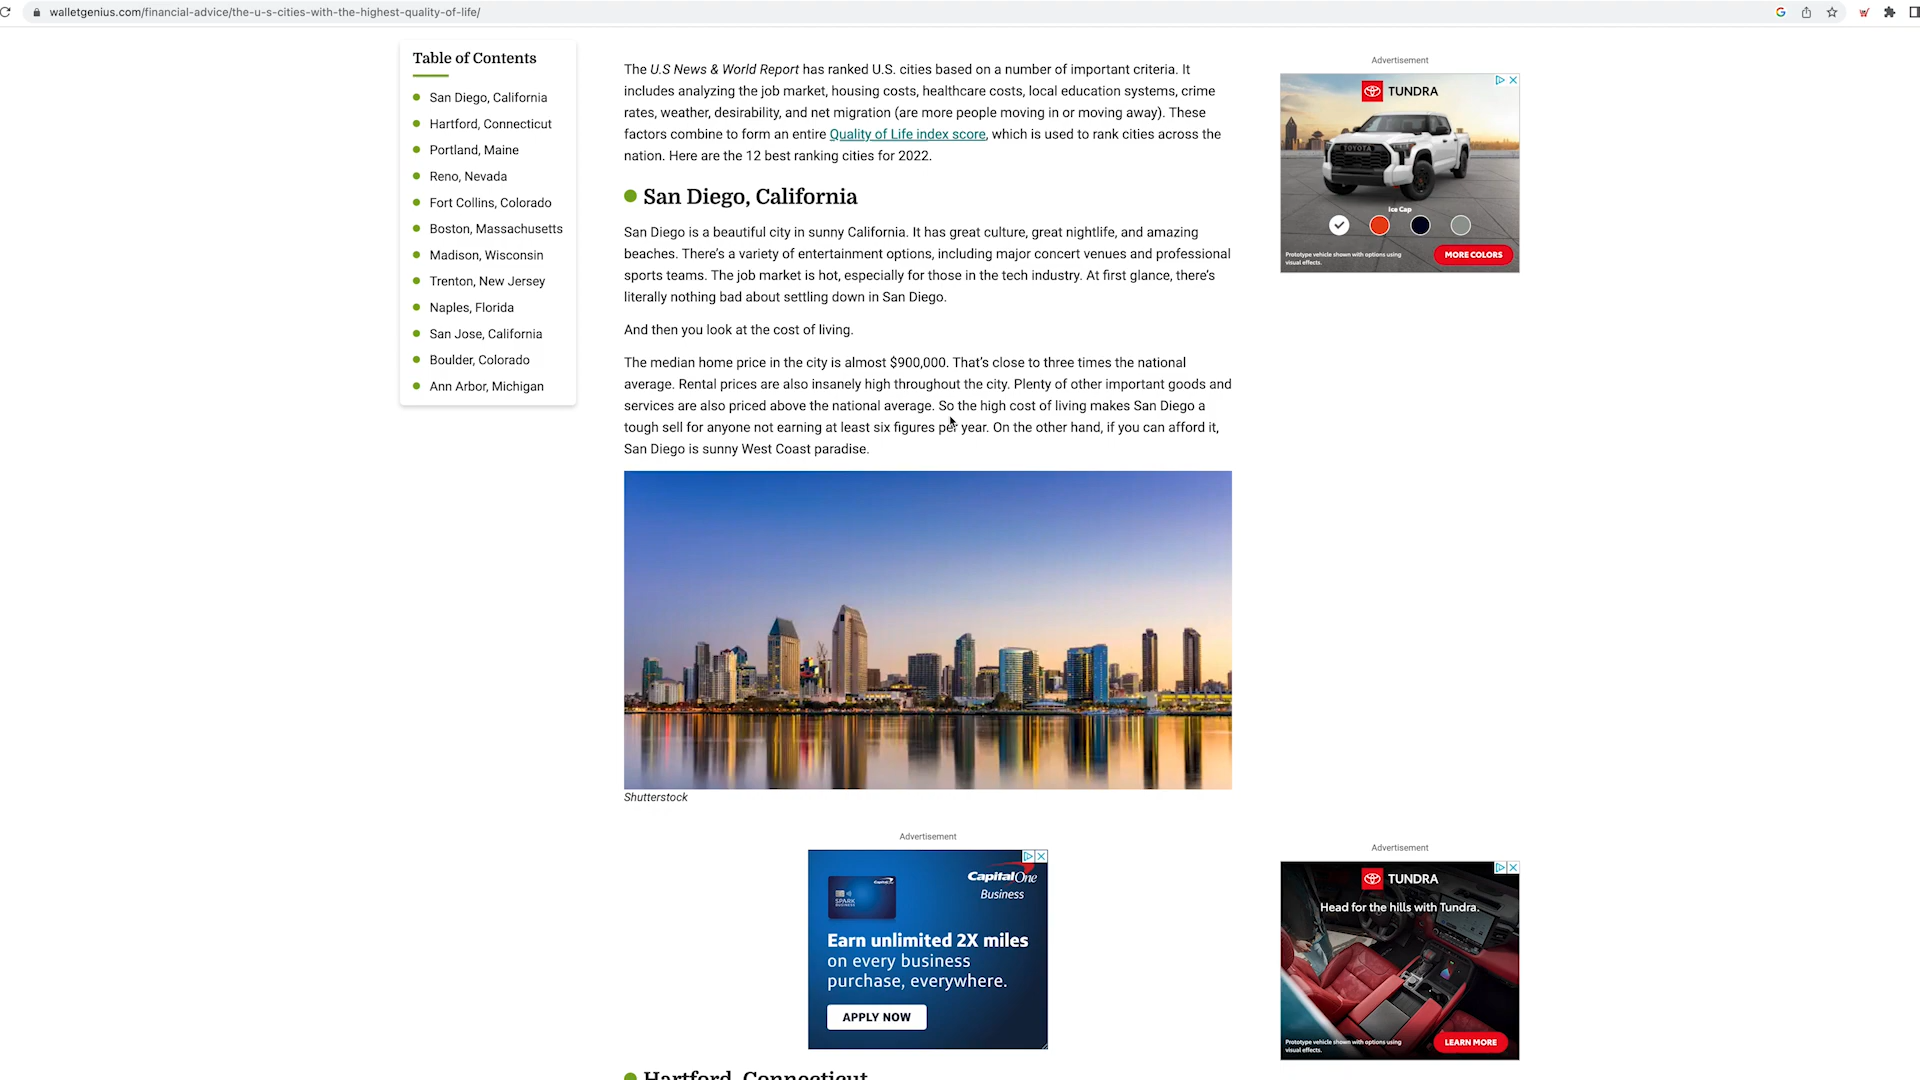 walletgenius.com/financial-advice/the-u-s-cities-with-the-highest-quality-of-life/
Table of Contents
San Diego, California
Hartford, Connecticut
Portland, Maine
Reno, Nevada
Fort Collins, Colorado
Boston, Massachusetts
Madison, Wisconsin
Trenton, New Jersey
Naples, Florida
San Jose, California
Boulder, Colorado
Ann Arbor, Michigan
The U.S News & World Report has ranked U.S. cities based on a number of important criteria. It
includes analyzing the job market, housing costs, healthcare costs, local education systems, crime
rates, weather, desirability, and net migration (are more people moving in or moving away). These
factors combine to form an entire Quality of Life index score, which is used to rank cities across the
nation. Here are the 12 best ranking cities for 2022.
San Diego, California
San Diego is a beautiful city in sunny California. It has great culture, great nightlife, and amazing
beaches. There's a variety of entertainment options, including major concert venues and professional
sports teams. The job market is hot, especially for those in the tech industry. At first glance, there's
literally nothing bad about settling down in San Diego.
And then you look at the cost of living.
The median home price in the city is almost $900,000. That's close to three times the national
average. Rental prices are also insanely high throughout the city. Plenty of other important goods and
services are also priced above the national average. So the high cost of living makes San Diego a
tough sell for anyone not earning at least six figures per year. On the other hand, if you can afford it,
San Diego is sunny West Coast paradise.
Shutterstock
Advertisement
CapitalOne
Business
SPARK
BUSINESS
Earn unlimited 2X miles
on every business
purchase, everywhere.
APPLY NOW
Hartford, Connecticut
Advertisement
TUNDRA
TOYOTA
Ice Cap
Prototype vehicle shown with options using
visual effects.
MORE COLORS
Advertisement
TUNDRA
Head for the hills with Tundra.
Prototype vehicle shown with options using
visual effects.
LEARN MORE